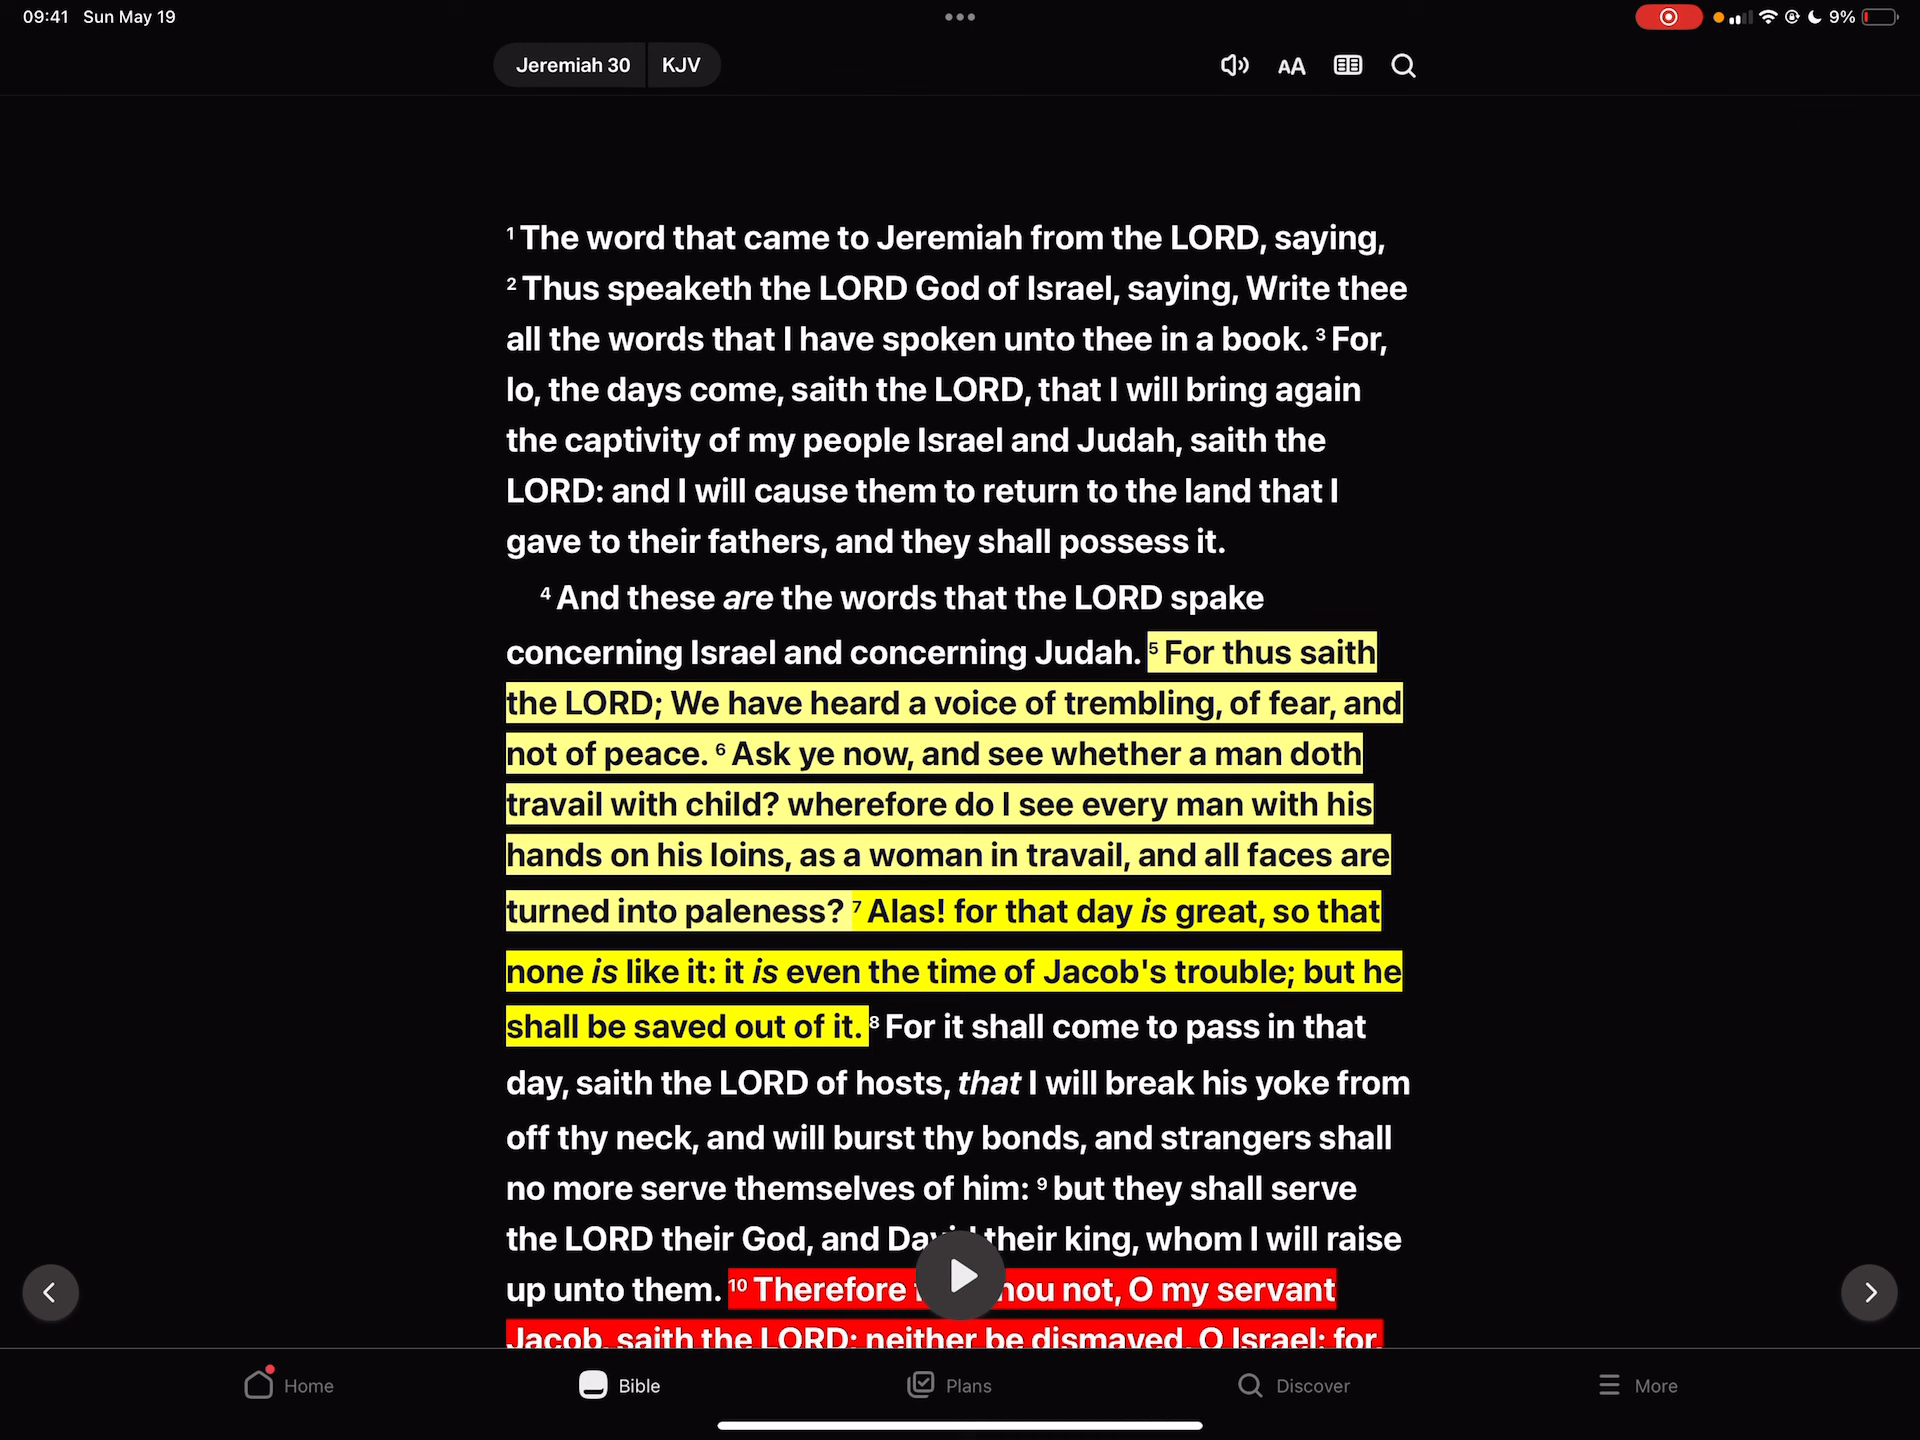 09:41 Sun May 19
9%
Jeremiah 30 KJV
AA
1 The word that came to Jeremiah from the LORD, saying,
2 Thus speaketh the LORD God of Israel, saying, Write thee
all the words that I have spoken unto thee in a book. 3 For,
lo, the days come, saith the LORD, that I will bring again
the captivity of my people Israel and Judah, saith the
LORD: and I will cause them to return to the land that I
gave to their fathers, and they shall possess it.
4 And these are the words that the LORD spake
concerning Israel and concerning Judah. 5 For thus saith
the LORD; We have heard a voice of trembling, of fear, and
not of peace. 6 Ask ye now, and see whether a man doth
travail with child? wherefore do I see every man with his
hands on his loins, as a woman in travail, and all faces are
turned into paleness? 7 Alas! for that day is great, so that
none is like it: it is even the time of Jacob's trouble; but he
shall be saved out of it. 8 For it shall come to pass in that
day, saith the LORD of hosts, that I will break his yoke from
off thy neck, and will burst thy bonds, and strangers shall
no more serve themselves of him: 9 but they shall serve
the LORD their God, and David their king, whom I will raise
up unto them. 10 Therefore thou not, O my servant
Jacob, saith the LORD; neither be dismayed, O Israel: for,
Home Bible Plans Discover More